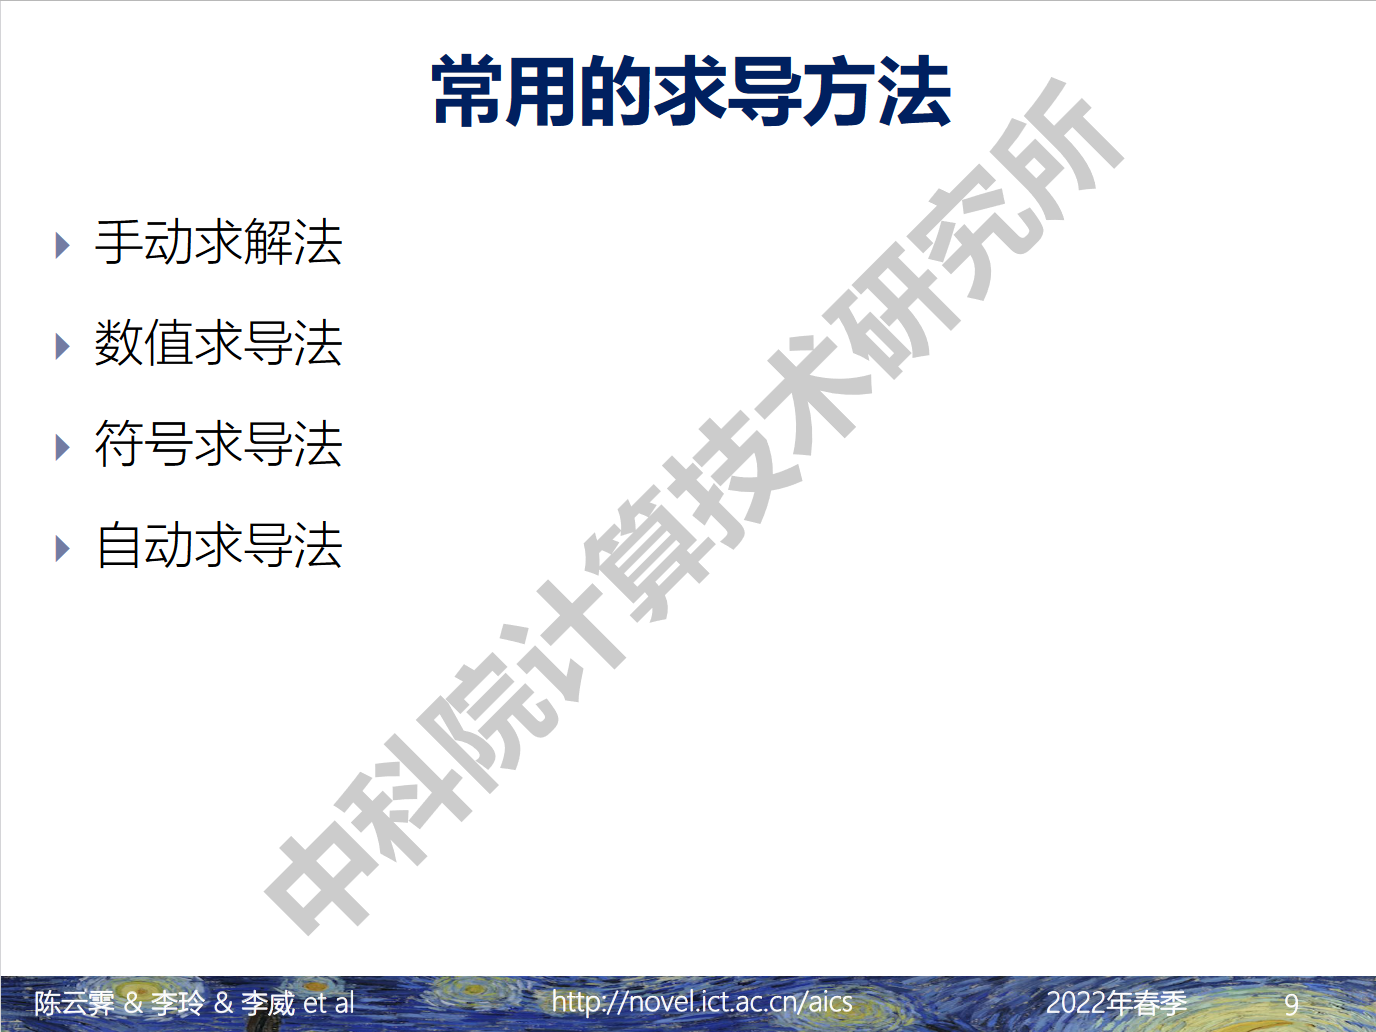 常用的求导方法
手动求解法
数值求导法
符号求导法
自动求导法
中科院计算技术研究所
陈云霁 & 李玲 & 李威 et al
http://novel.ict.ac.cn/aics
2022年春季
9